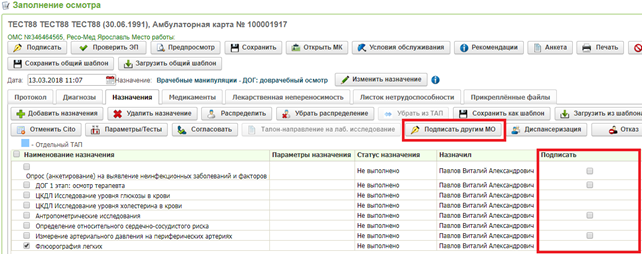 Заполнение осмотра
ТЕСТ88 ТЕСТ88 ТЕСТ88 (30.06.1991), Амбулаторная карта № 100001917
ОМС №346464565, Ресо-Мед Ярославь Место работы:
Подписать Проверить ЭП Предпросмотр Сохранить Открыть МК Условия обслуживания Рекомендации Анкета Печать
Сохранить общий шаблон Загрузить общий шаблон
Дата: 13.03.2018 11:07 Назначение: Врачебные манипуляции - ДОГ: доврачебный осмотр Изменить назначение
Протокол Диагнозы Назначения Медикаменты Лекарственная непереносимость Листок нетрудоспособности Прикреплённые файлы
Добавить назначения Удалить назначение Распределить Убрать распределение Убрать из ТАП Сохранить как шаблон Загрузить из шаблона
Отменить Cito Параметры/Тесты Согласовать Талон-направление на лаб. исследование Подписать другим МО Диспансеризация Отказ
- Отдельный ТАП
Наименование назначения Параметры назначения Статус назначения Назначил Подписать
Опрос (анкетирование) на выявление неинфекционных заболеваний и факторов Не выполнено Павлов Виталий Александрович
ДОГ 1 этап: осмотр терапевта Не выполнено Павлов Виталий Александрович
ЦКДЛ Исследование уровня глюкозы в крови Не выполнено Павлов Виталий Александрович
ЦКДЛ Исследование уровня холестерина в крови Не выполнено Павлов Виталий Александрович
Антропометрические исследования Не выполнено Павлов Виталий Александрович
Определение относительного сердечно-сосудистого риска Не выполнено Павлов Виталий Александрович
Измерение артериального давления на периферических артериях Не выполнено Павлов Виталий Александрович
Флюорография легких Не выполнено Павлов Виталий Александрович